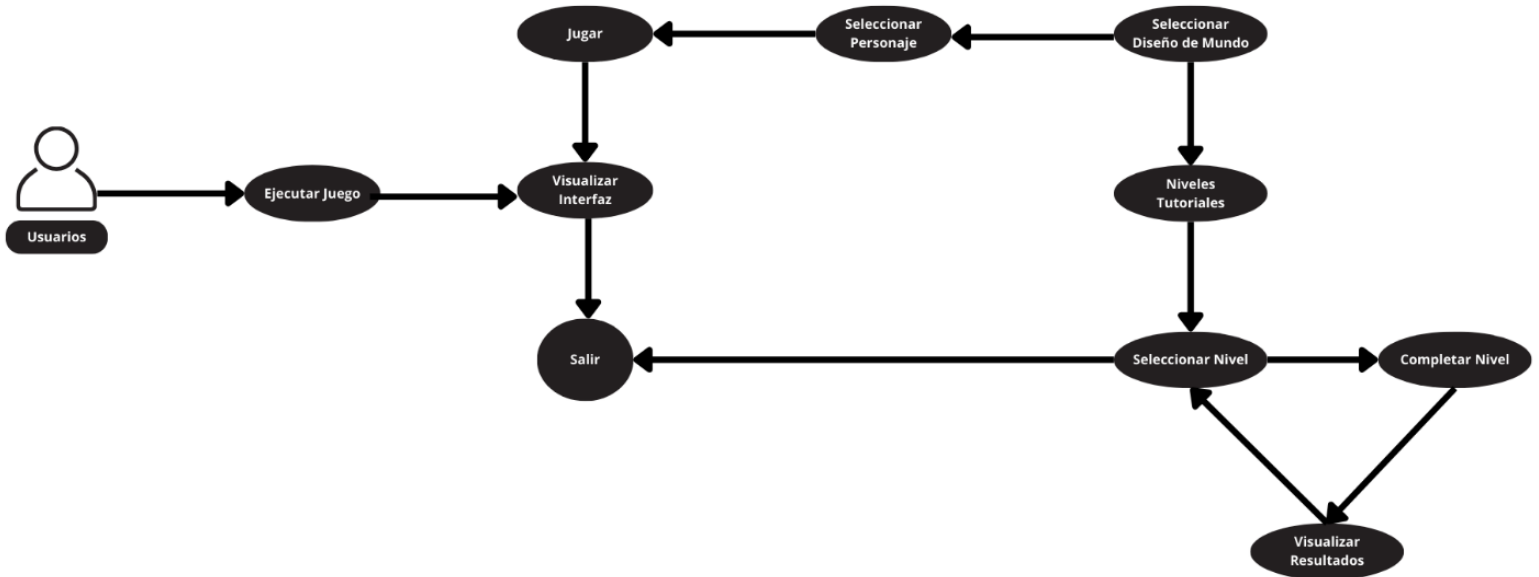 Jugar
Seleccionar
Personaje
Seleccionar
Diseño de Mundo
Usuarios
Ejecutar Juego
Visualizar
Interfaz
Niveles
Tutoriales
Salir
Seleccionar Nivel
Completar Nivel
Visualizar
Resultados